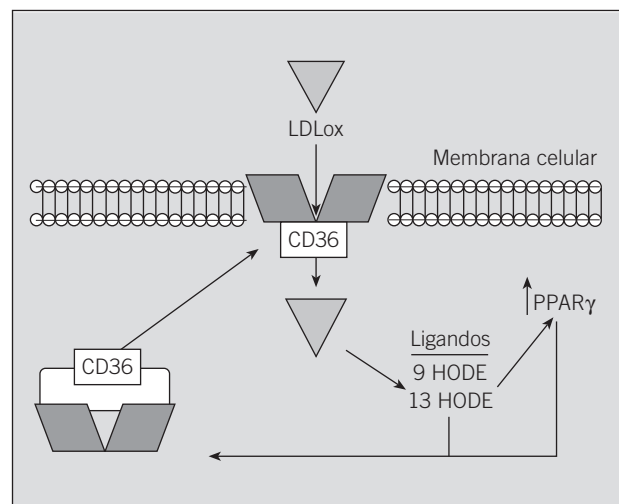 LDLox
Membrana celular
CD36
PPARγ
Ligandos
CD36
9 HODE
13 HODE